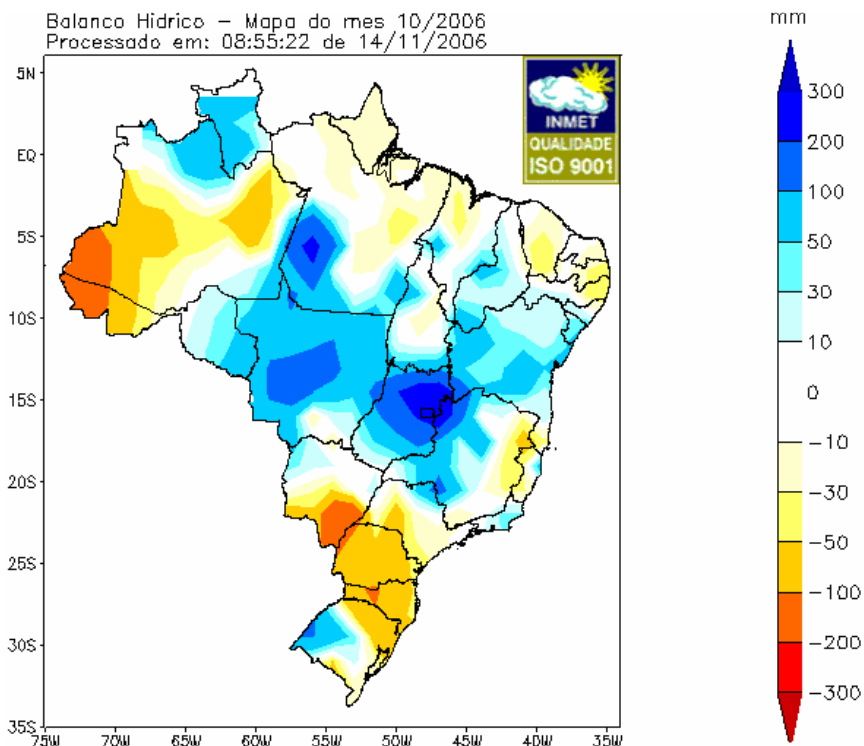 Balanco Hidrico - Mapa do mes 10/2006
Processado em: 08:55:22 de 14/11/2006
mm
INMET
QUALIDADE
ISO 9001
5N
EQ
5S
10S
15S
20S
25S
30S
35S
75W
70W
65W
60W
55W
50W
45W
40W
35W
300
200
100
50
30
10
0
-10
-30
-50
-100
-200
-300